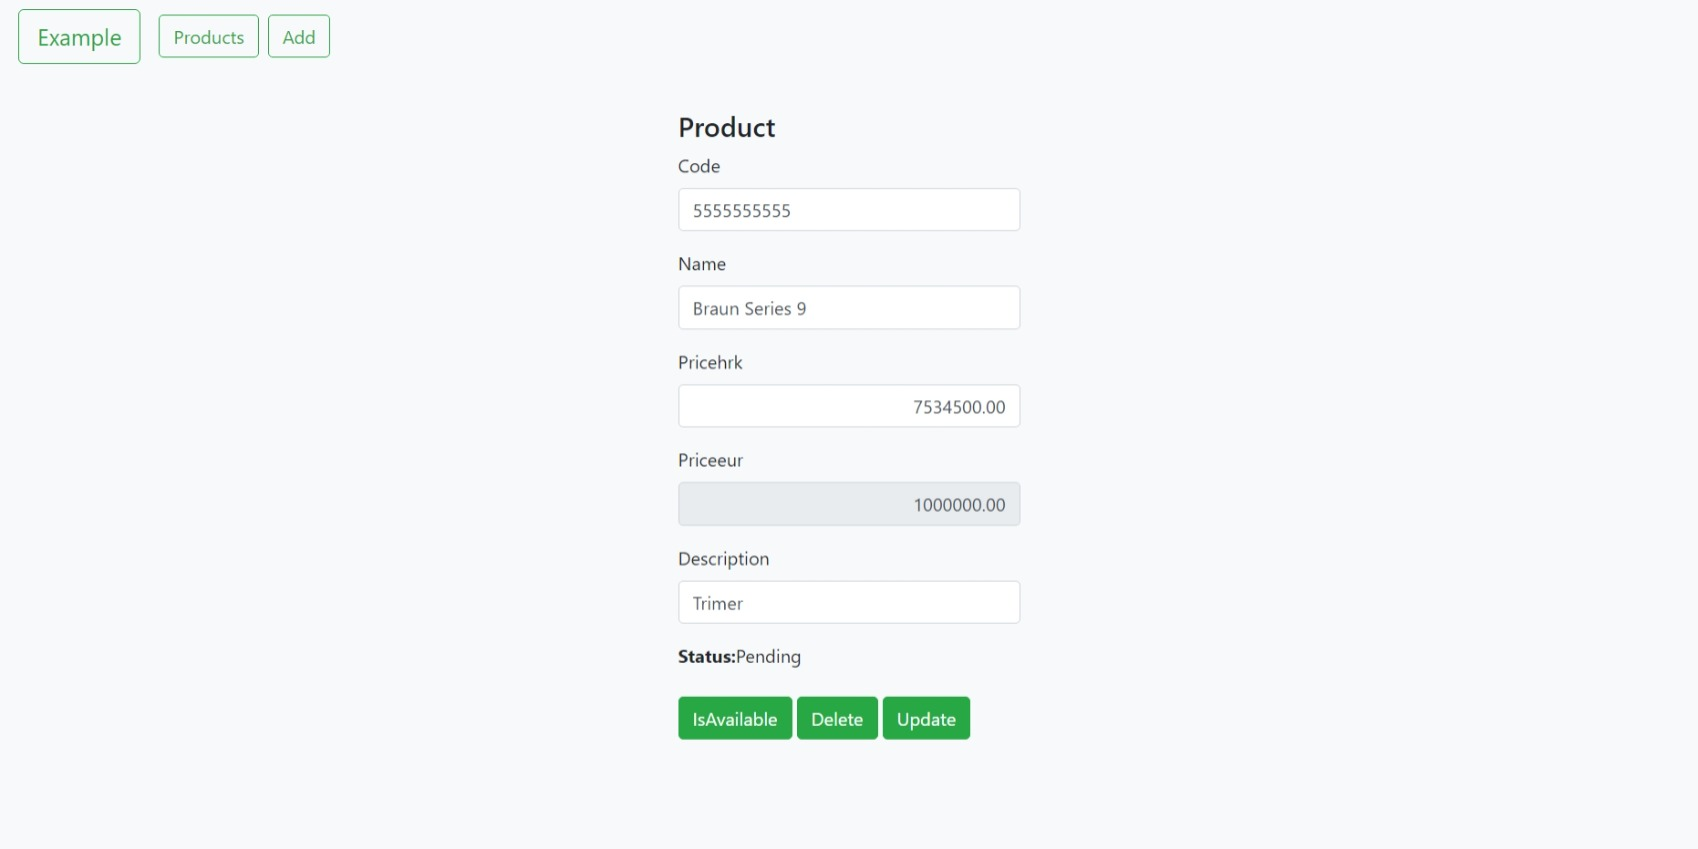 Example Products Add
Product
Code
5555555555
Name
Braun Series 9
Pricehrk
7534500.00
Priceeur
1000000.00
Description
Trimer
Status:Pending
IsAvailable Delete Update